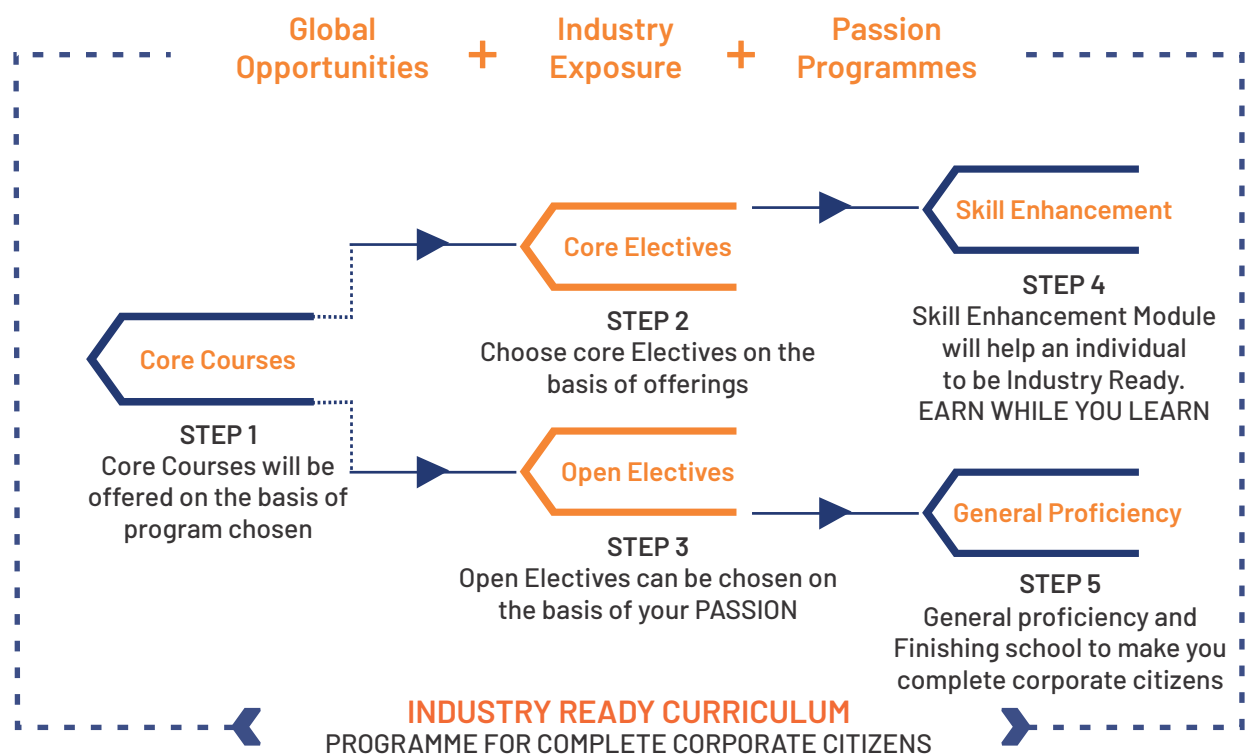 Global
Opportunities
+
Industry
Exposure
+
Passion
Programmes
Core Courses
STEP 1
Core Courses will be
offered on the basis of
program chosen
Core Electives
STEP 2
Choose core Electives on the
basis of offerings
Open Electives
STEP 3
Open Electives can be chosen on
the basis of your PASSION
Skill Enhancement
STEP 4
Skill Enhancement Module
will help an individual
to be Industry Ready.
EARN WHILE YOU LEARN
General Proficiency
STEP 5
General proficiency and
Finishing school to make you
complete corporate citizens
INDUSTRY READY CURRICULUM
PROGRAMME FOR COMPLETE CORPORATE CITIZENS